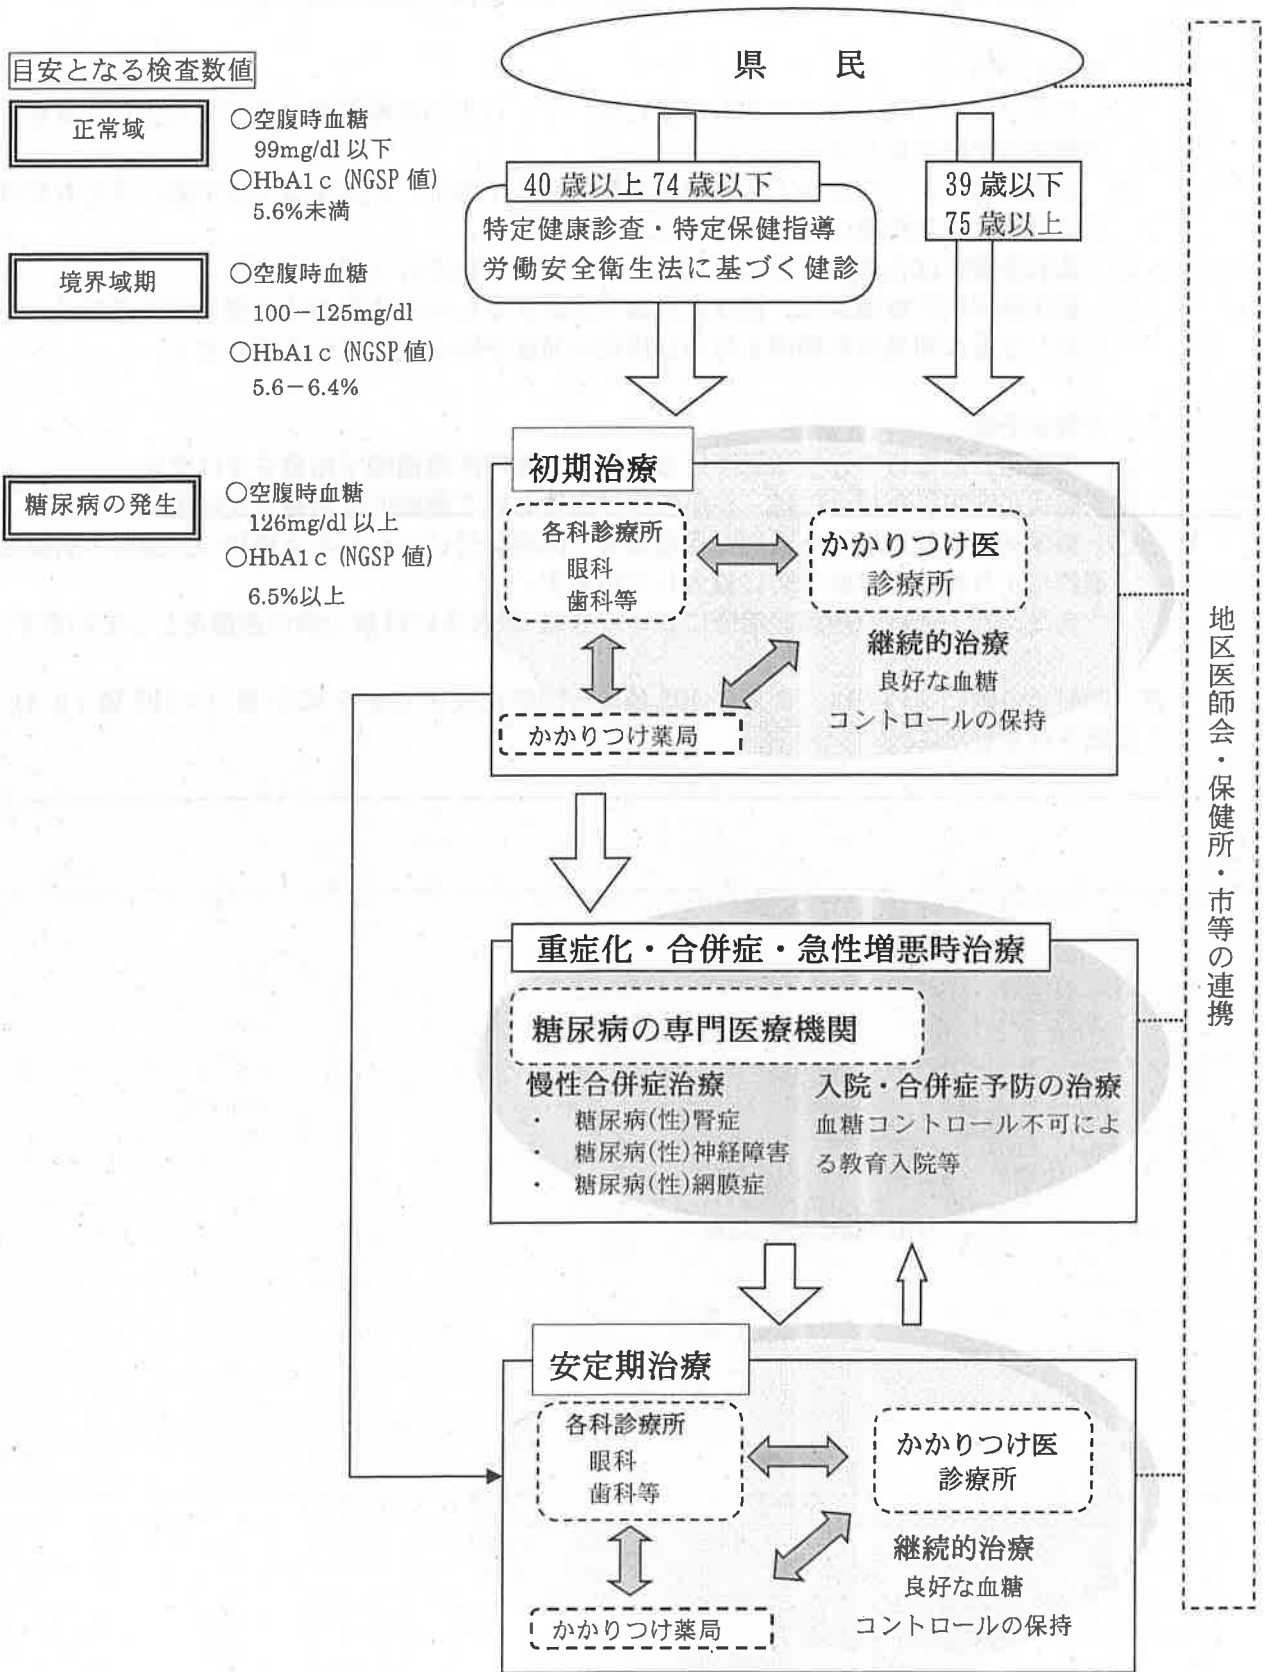 県　民
目安となる検査数値
正常域
○空腹時血糖
99mg/dl 以下
○HbA1c (NGSP 値)
5.6%未満
境界域期
○空腹時血糖
100－125mg/dl
○HbA1c (NGSP 値)
5.6－6.4%
糖尿病の発生
○空腹時血糖
126mg/dl 以上
○HbA1c (NGSP 値)
6.5%以上
40 歳以上 74 歳以下
特定健康診査・特定保健指導
労働安全衛生法に基づく健診
39 歳以下
75 歳以上
初期治療
各科診療所
眼科
歯科等
かかりつけ医
診療所
継続的治療
良好な血糖
コントロールの保持
かかりつけ薬局
重症化・合併症・急性増悪時治療
糖尿病の専門医療機関
慢性合併症治療
・ 糖尿病(性)腎症
・ 糖尿病(性)神経障害
・ 糖尿病(性)網膜症
入院・合併症予防の治療
血糖コントロール不可によ
る教育入院等
安定期治療
各科診療所
眼科
歯科等
かかりつけ医
診療所
継続的治療
良好な血糖
コントロールの保持
かかりつけ薬局
地区医師会・保健所・市等の連携